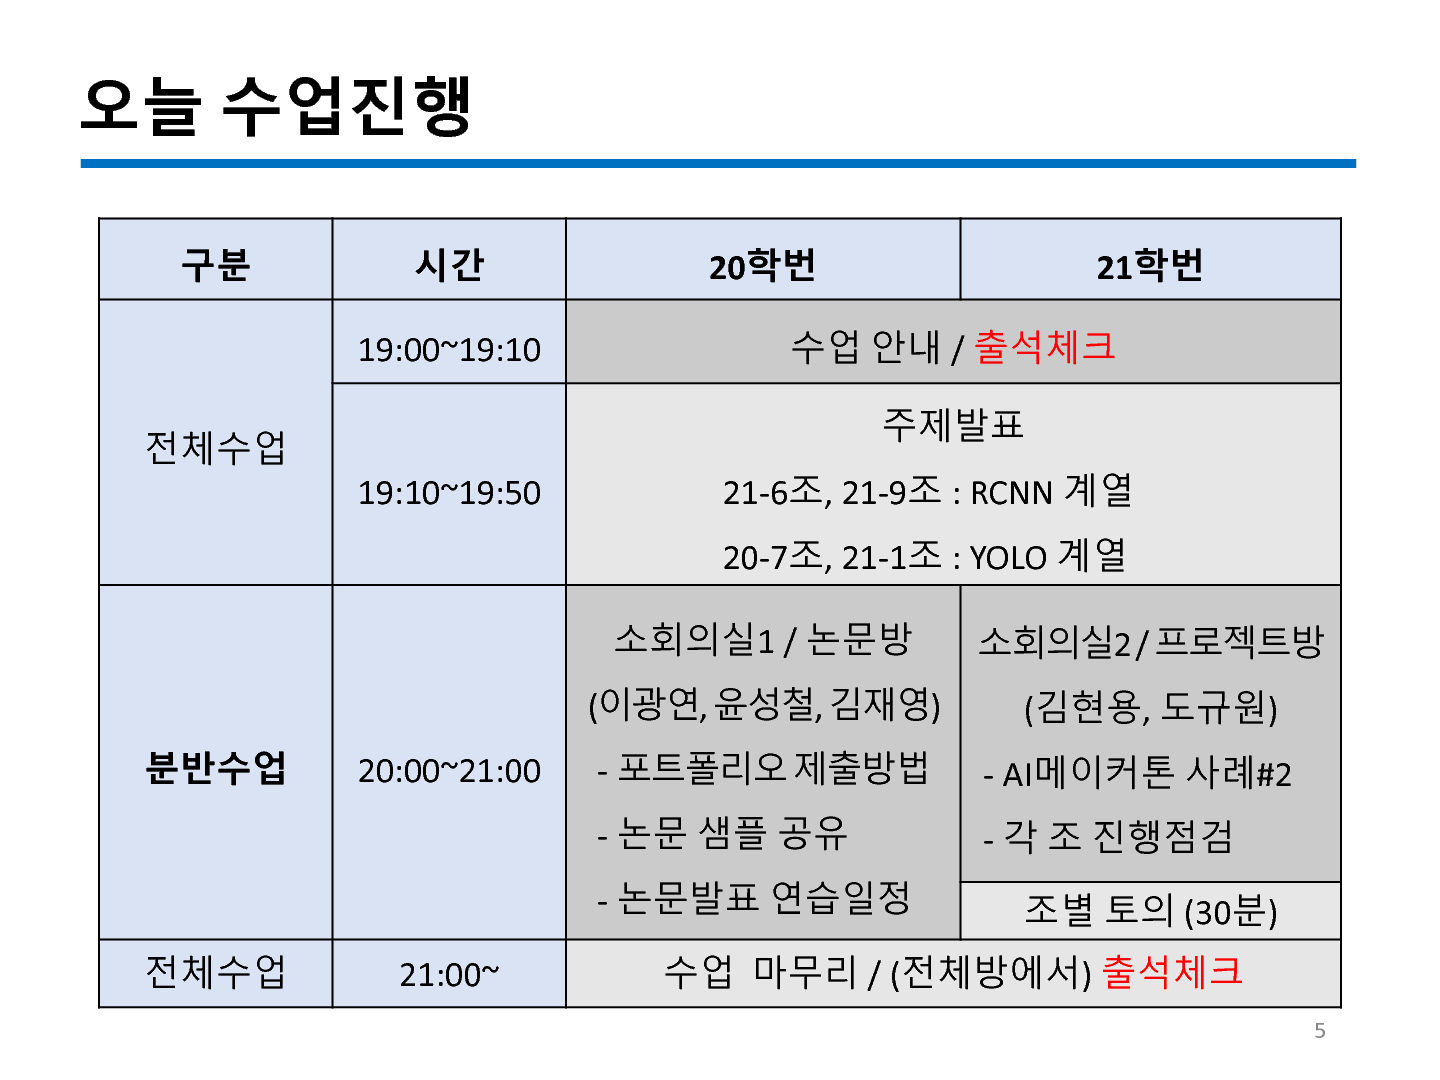 오늘 수업진행
구분 시간 20학번 21학번
전체수업
19:00~19:10
수업 안내 / 출석체크
19:10~19:50
주제발표
21-6조, 21-9조 : RCNN 계열
20-7조, 21-1조 : YOLO 계열
분반수업
20:00~21:00
소회의실1 / 논문방
(이광연, 윤성철, 김재영)
- 포트폴리오 제출방법
- 논문 샘플 공유
- 논문발표 연습일정
소회의실2 / 프로젝트방
(김현용, 도규원)
- AI메이커톤 사례#2
- 각 조 진행점검
조별 토의 (30분)
전체수업
21:00~
수업 마무리 / (전체방에서) 출석체크
5